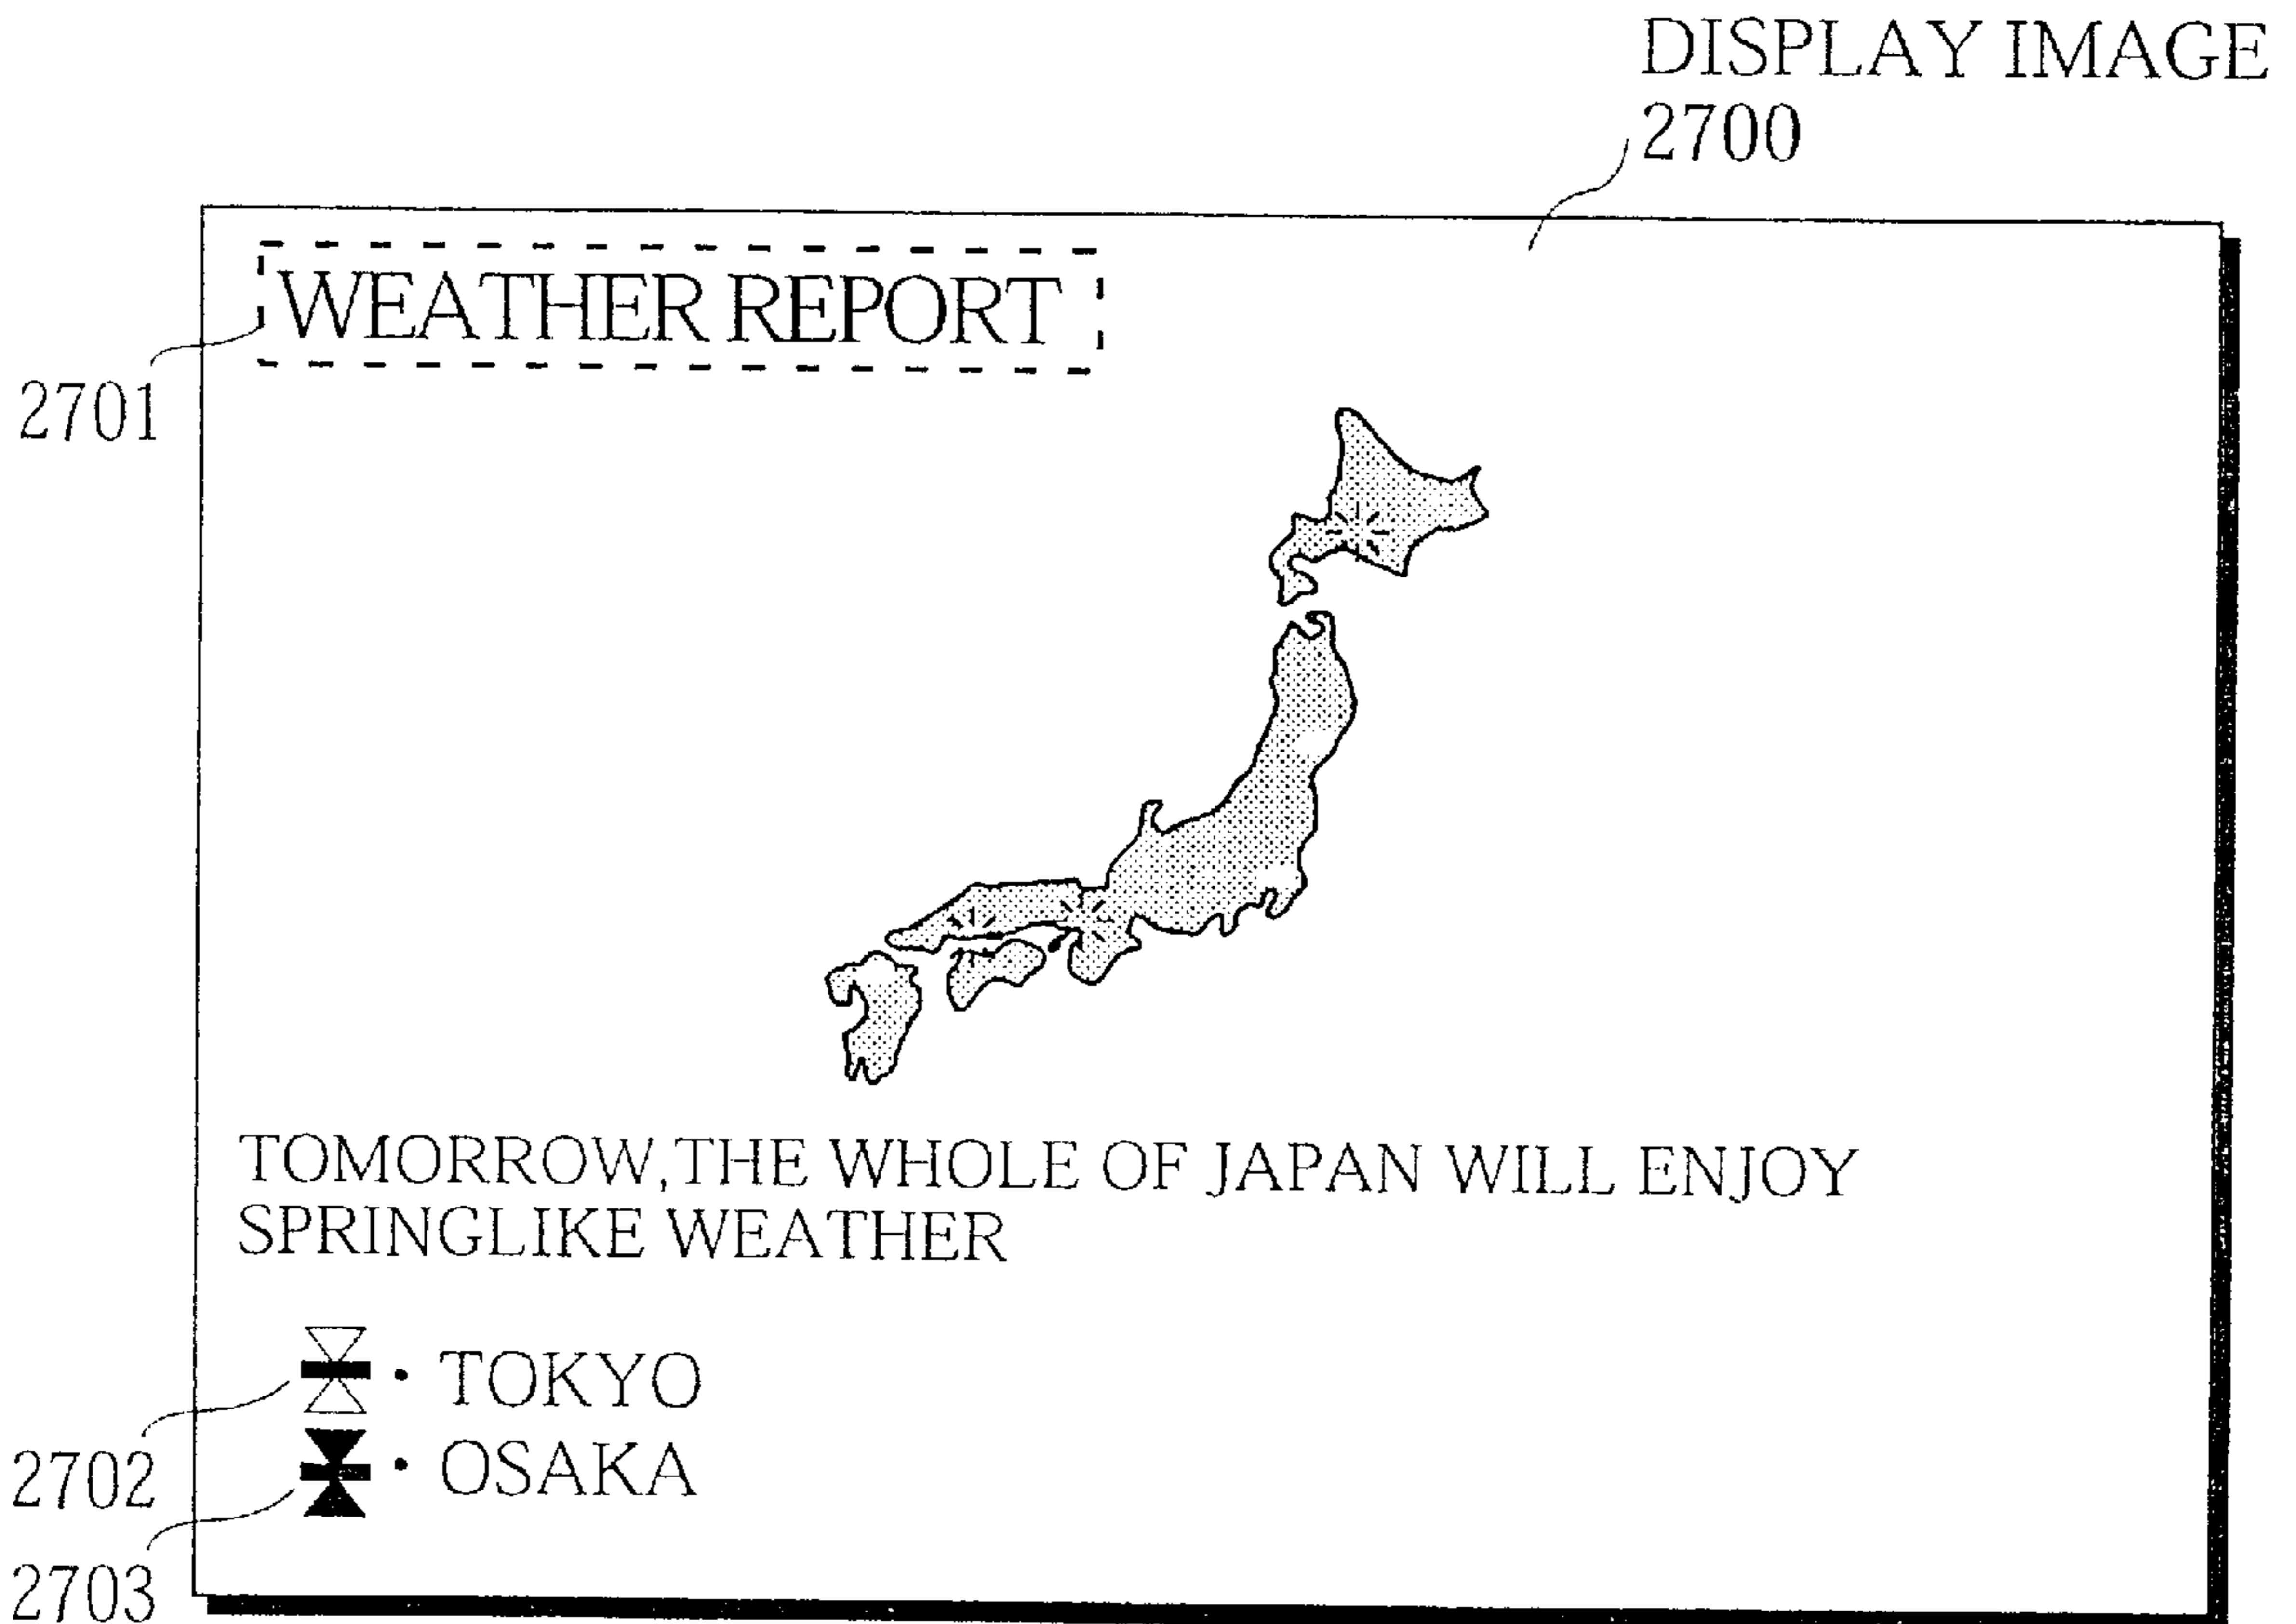 DISPLAY IMAGE
2700
WEATHER REPORT
2701
TOMORROW,THE WHOLE OF JAPAN WILL ENJOY
SPRINGLIKE WEATHER
・TOKYO
2702
・OSAKA
2703